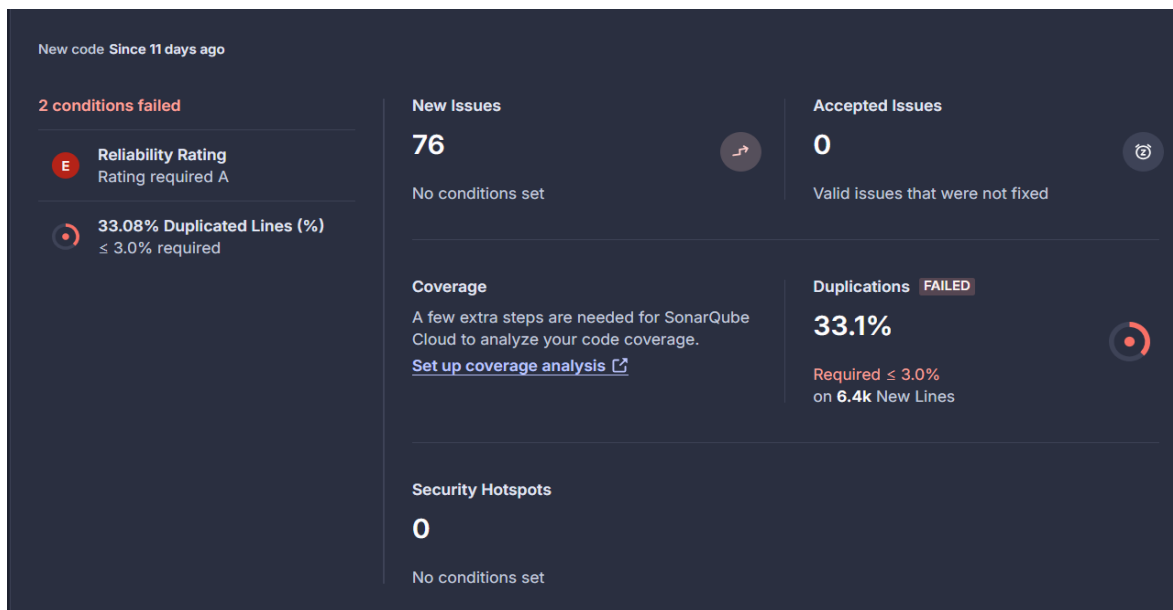 New code Since 11 days ago
2 conditions failed
E
Reliability Rating
Rating required A
33.08% Duplicated Lines (%)
≤ 3.0% required
New Issues
76
No conditions set
Accepted Issues
0
Valid issues that were not fixed
Coverage
A few extra steps are needed for SonarQube
Cloud to analyze your code coverage.
Set up coverage analysis
Duplications FAILED
33.1%
Required ≤ 3.0%
on 6.4k New Lines
Security Hotspots
0
No conditions set